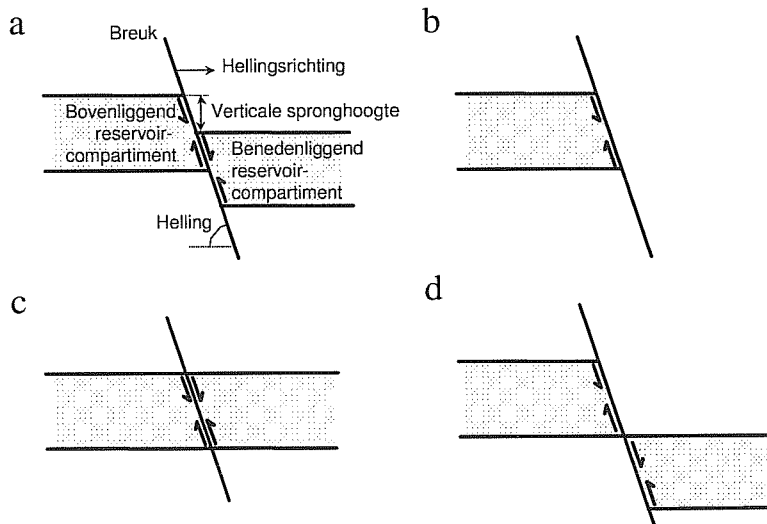 a
Breuk
Hellingsrichting
Bovenliggend
reservoir-
compartiment
Verticale spronghoogte
Benedenliggend
reservoir-
compartiment
Helling
b
c
d